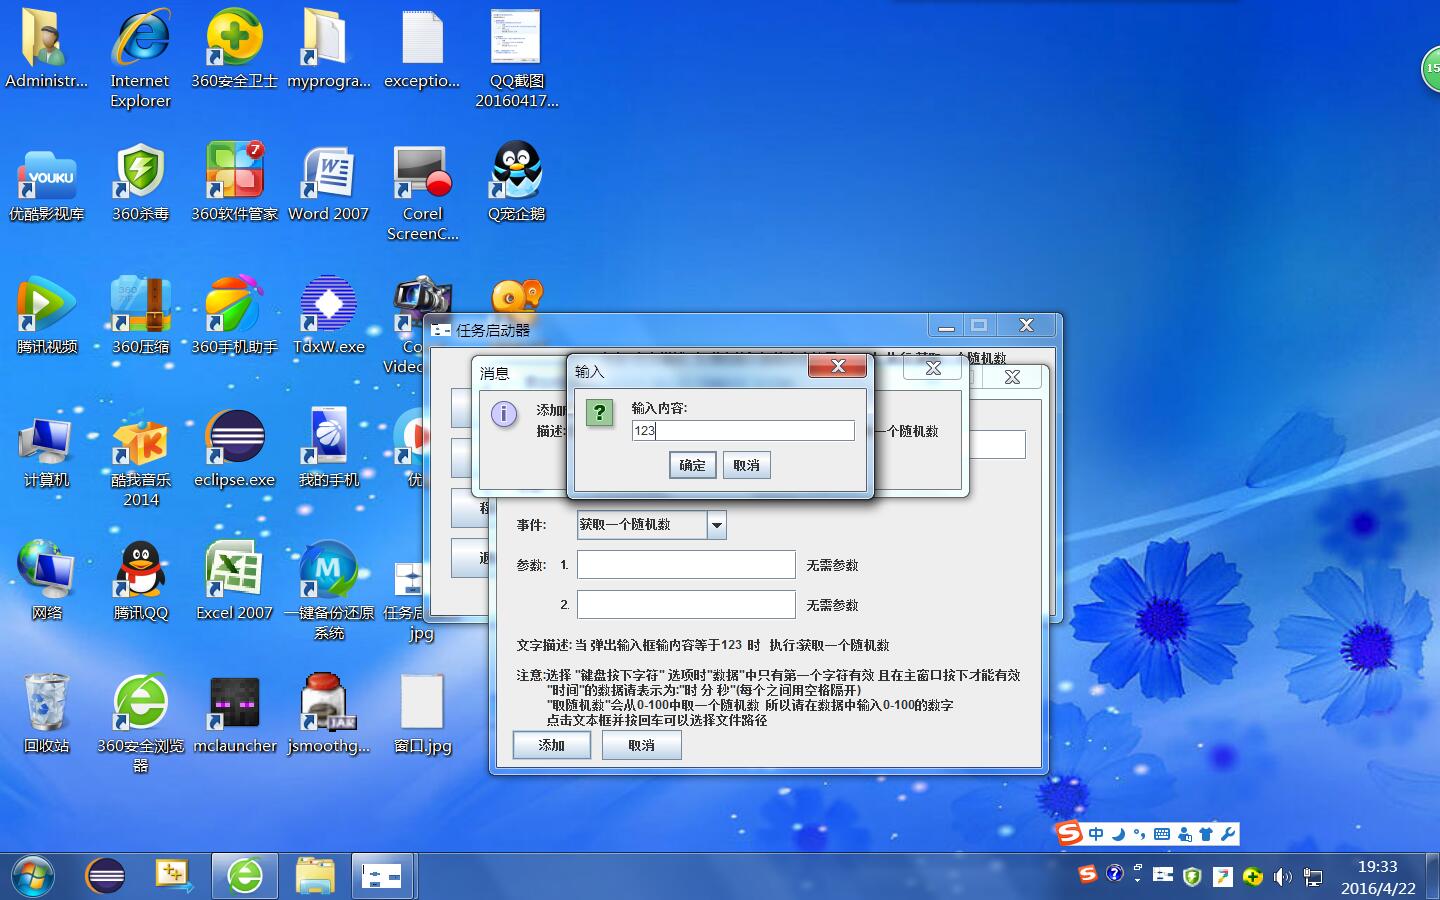 Administr...
Internet Explorer
360安全卫士
myprogra...
exceptio...
QQ截图
20160417...
15
YOUKU
7
优酷影视库
360杀毒
360软件管家
Word 2007
Corel
ScreenC...
Q宠企鹅
腾讯视频
360压缩
360手机助手
TdxW.exe
计算机
酷我音乐
2014
eclipse.exe
我的手机
网络
腾讯QQ
Excel 2007
一键备份还原
系统
jpg
回收站
360安全浏览
器
mclauncher
JAR
jsmoothg...
窗口.jpg
任务启动器
消息
描述:
一个随机数
输入
输入内容:
123
确定
取消
事件:
获取一个随机数
参数:
1.
无需参数
2.
无需参数
文字描述: 当 弹出输入框输内容等于123 时 执行:获取一个随机数
注意:选择 "键盘按下字符" 选项时"数据"中只有第一个字符有效 且在主窗口按下才能有效
"时间"的数据请表示为:"时 分 秒"(每个之间用空格隔开)
"取随机数"会从0-100中取一个随机数 所以请在数据中输入0-100的数字
点击文本框并按回车可以选择文件路径
添加
取消
中
19:33
2016/4/22